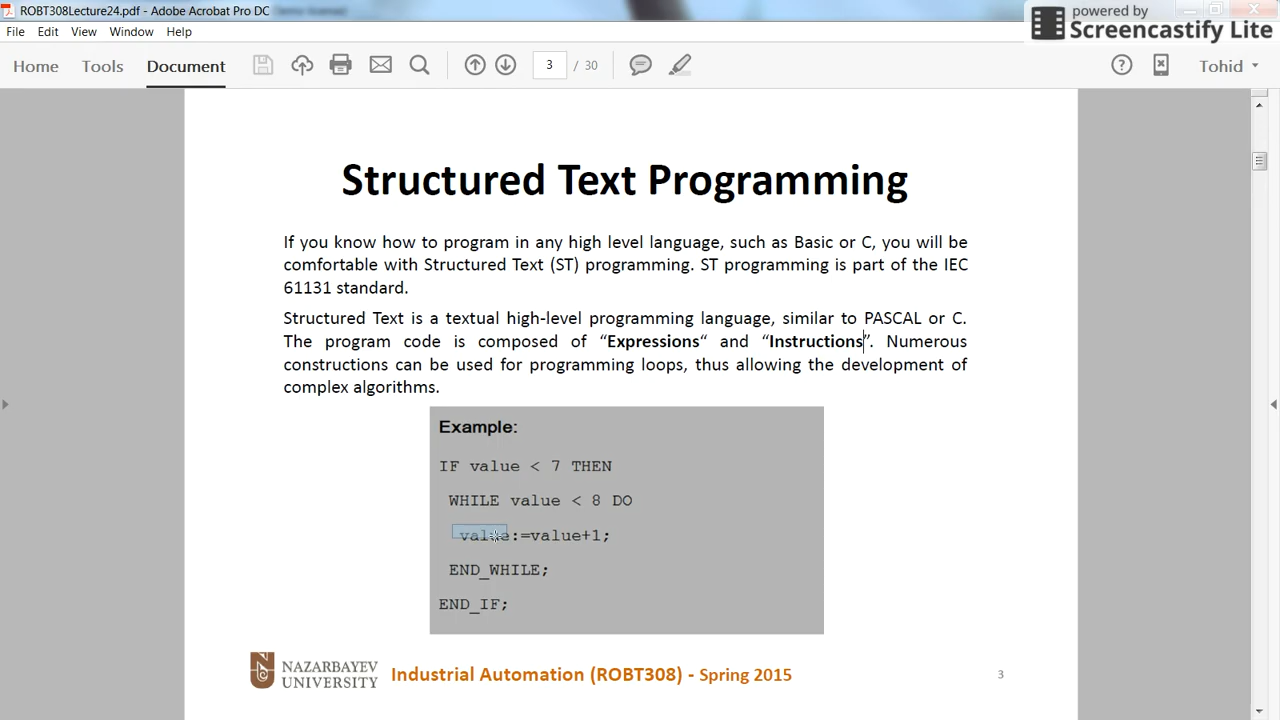 ROBT308Lecture24.pdf - Adobe Acrobat Pro DC
powered by
Screencastify Lite
File Edit View Window Help
Home Tools Document 3 / 30 Tohid
Structured Text Programming
If you know how to program in any high level language, such as Basic or C, you will be
comfortable with Structured Text (ST) programming. ST programming is part of the IEC
61131 standard.
Structured Text is a textual high-level programming language, similar to PASCAL or C.
The program code is composed of “Expressions“ and “Instructions”. Numerous
constructions can be used for programming loops, thus allowing the development of
complex algorithms.
Example:
IF value < 7 THEN
WHILE value < 8 DO
value:=value+1;
END_WHILE;
END_IF;
NAZARBAYEV
UNIVERSITY
Industrial Automation (ROBT308) - Spring 2015
3